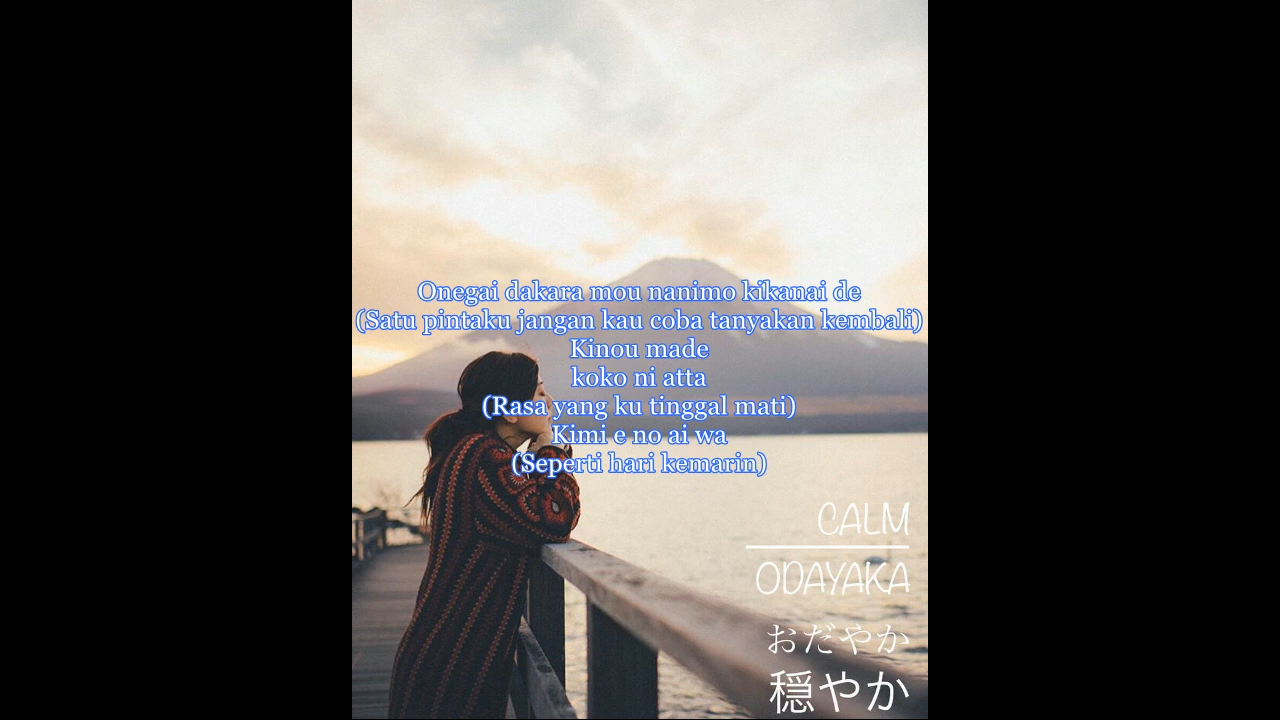 Onegai dakara mou nanimo kikanai de
(Satu pintaku jangan kau coba tanyakan kembali)
Kinou made
koko ni atta
(Rasa yang ku tinggal mati)
Kimi e no ai wa
(Seperti hari kemarin)
CALM
ODAYAKA
おだやか
穏やか